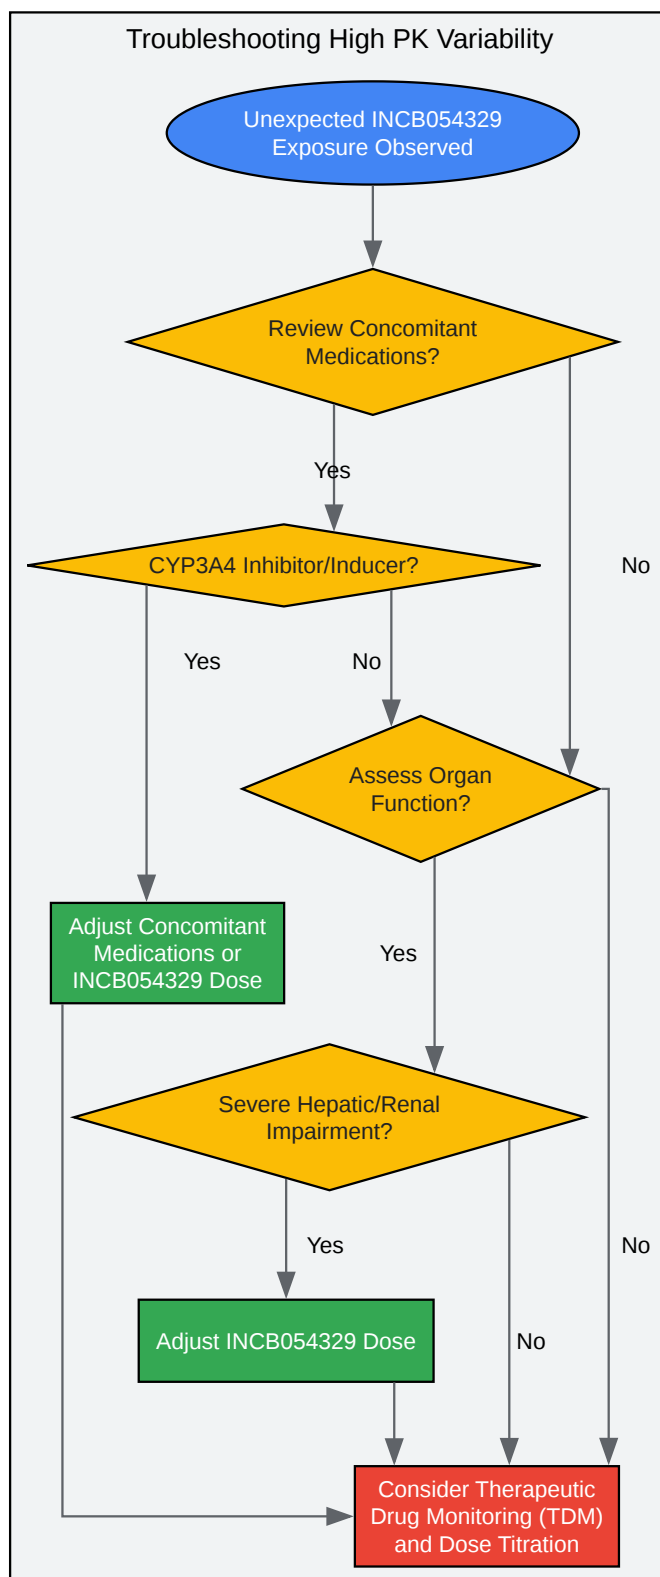 Troubleshooting High PK Variability
Unexpected INCB054329
Exposure Observed
Review Concomitant
Medications?
Yes
CYP3A4 Inhibitor/Inducer?
No
Yes
No
Assess Organ
Function?
Adjust Concomitant
Medications or
INCB054329 Dose
Yes
Severe Hepatic/Renal
Impairment?
Yes
No
Adjust INCB054329 Dose
No
Consider Therapeutic
Drug Monitoring (TDM)
and Dose Titration